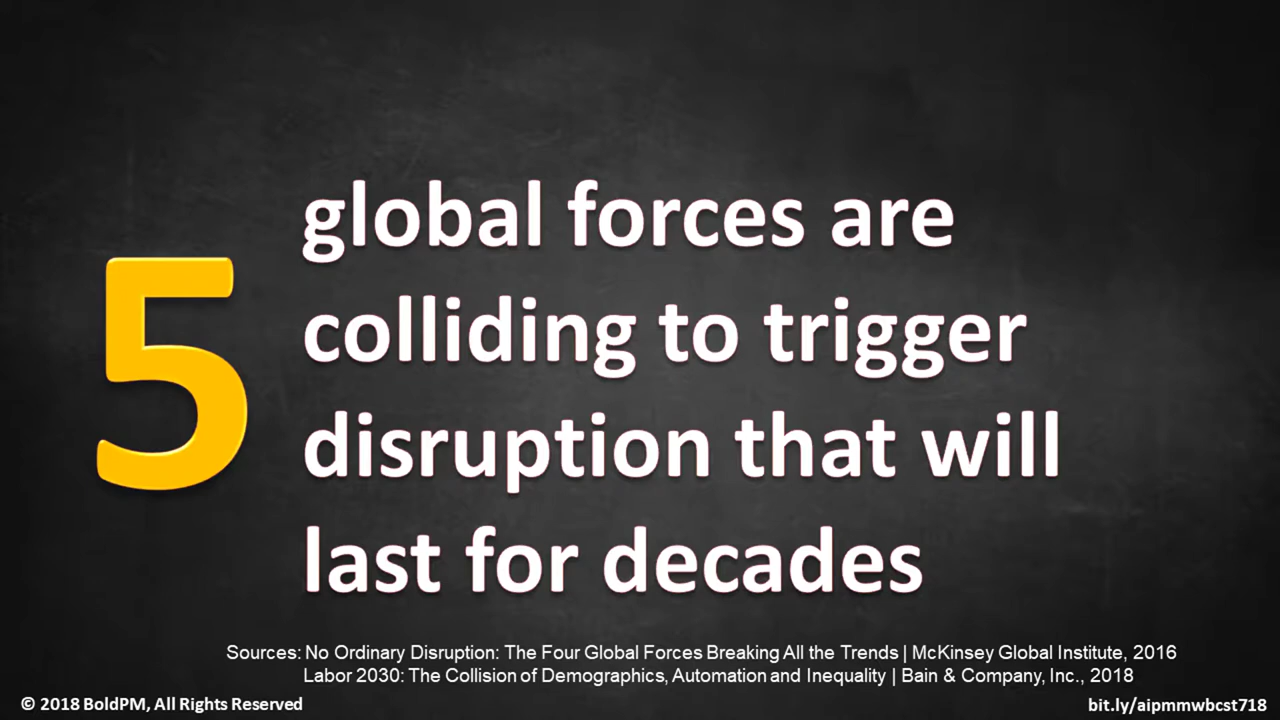 5
global forces are
colliding to trigger
disruption that will
last for decades
Sources: No Ordinary Disruption: The Four Global Forces Breaking All the Trends | McKinsey Global Institute, 2016
Labor 2030: The Collision of Demographics, Automation and Inequality | Bain & Company, Inc., 2018
© 2018 BoldPM, All Rights Reserved
bit.ly/aipmmwbcst718